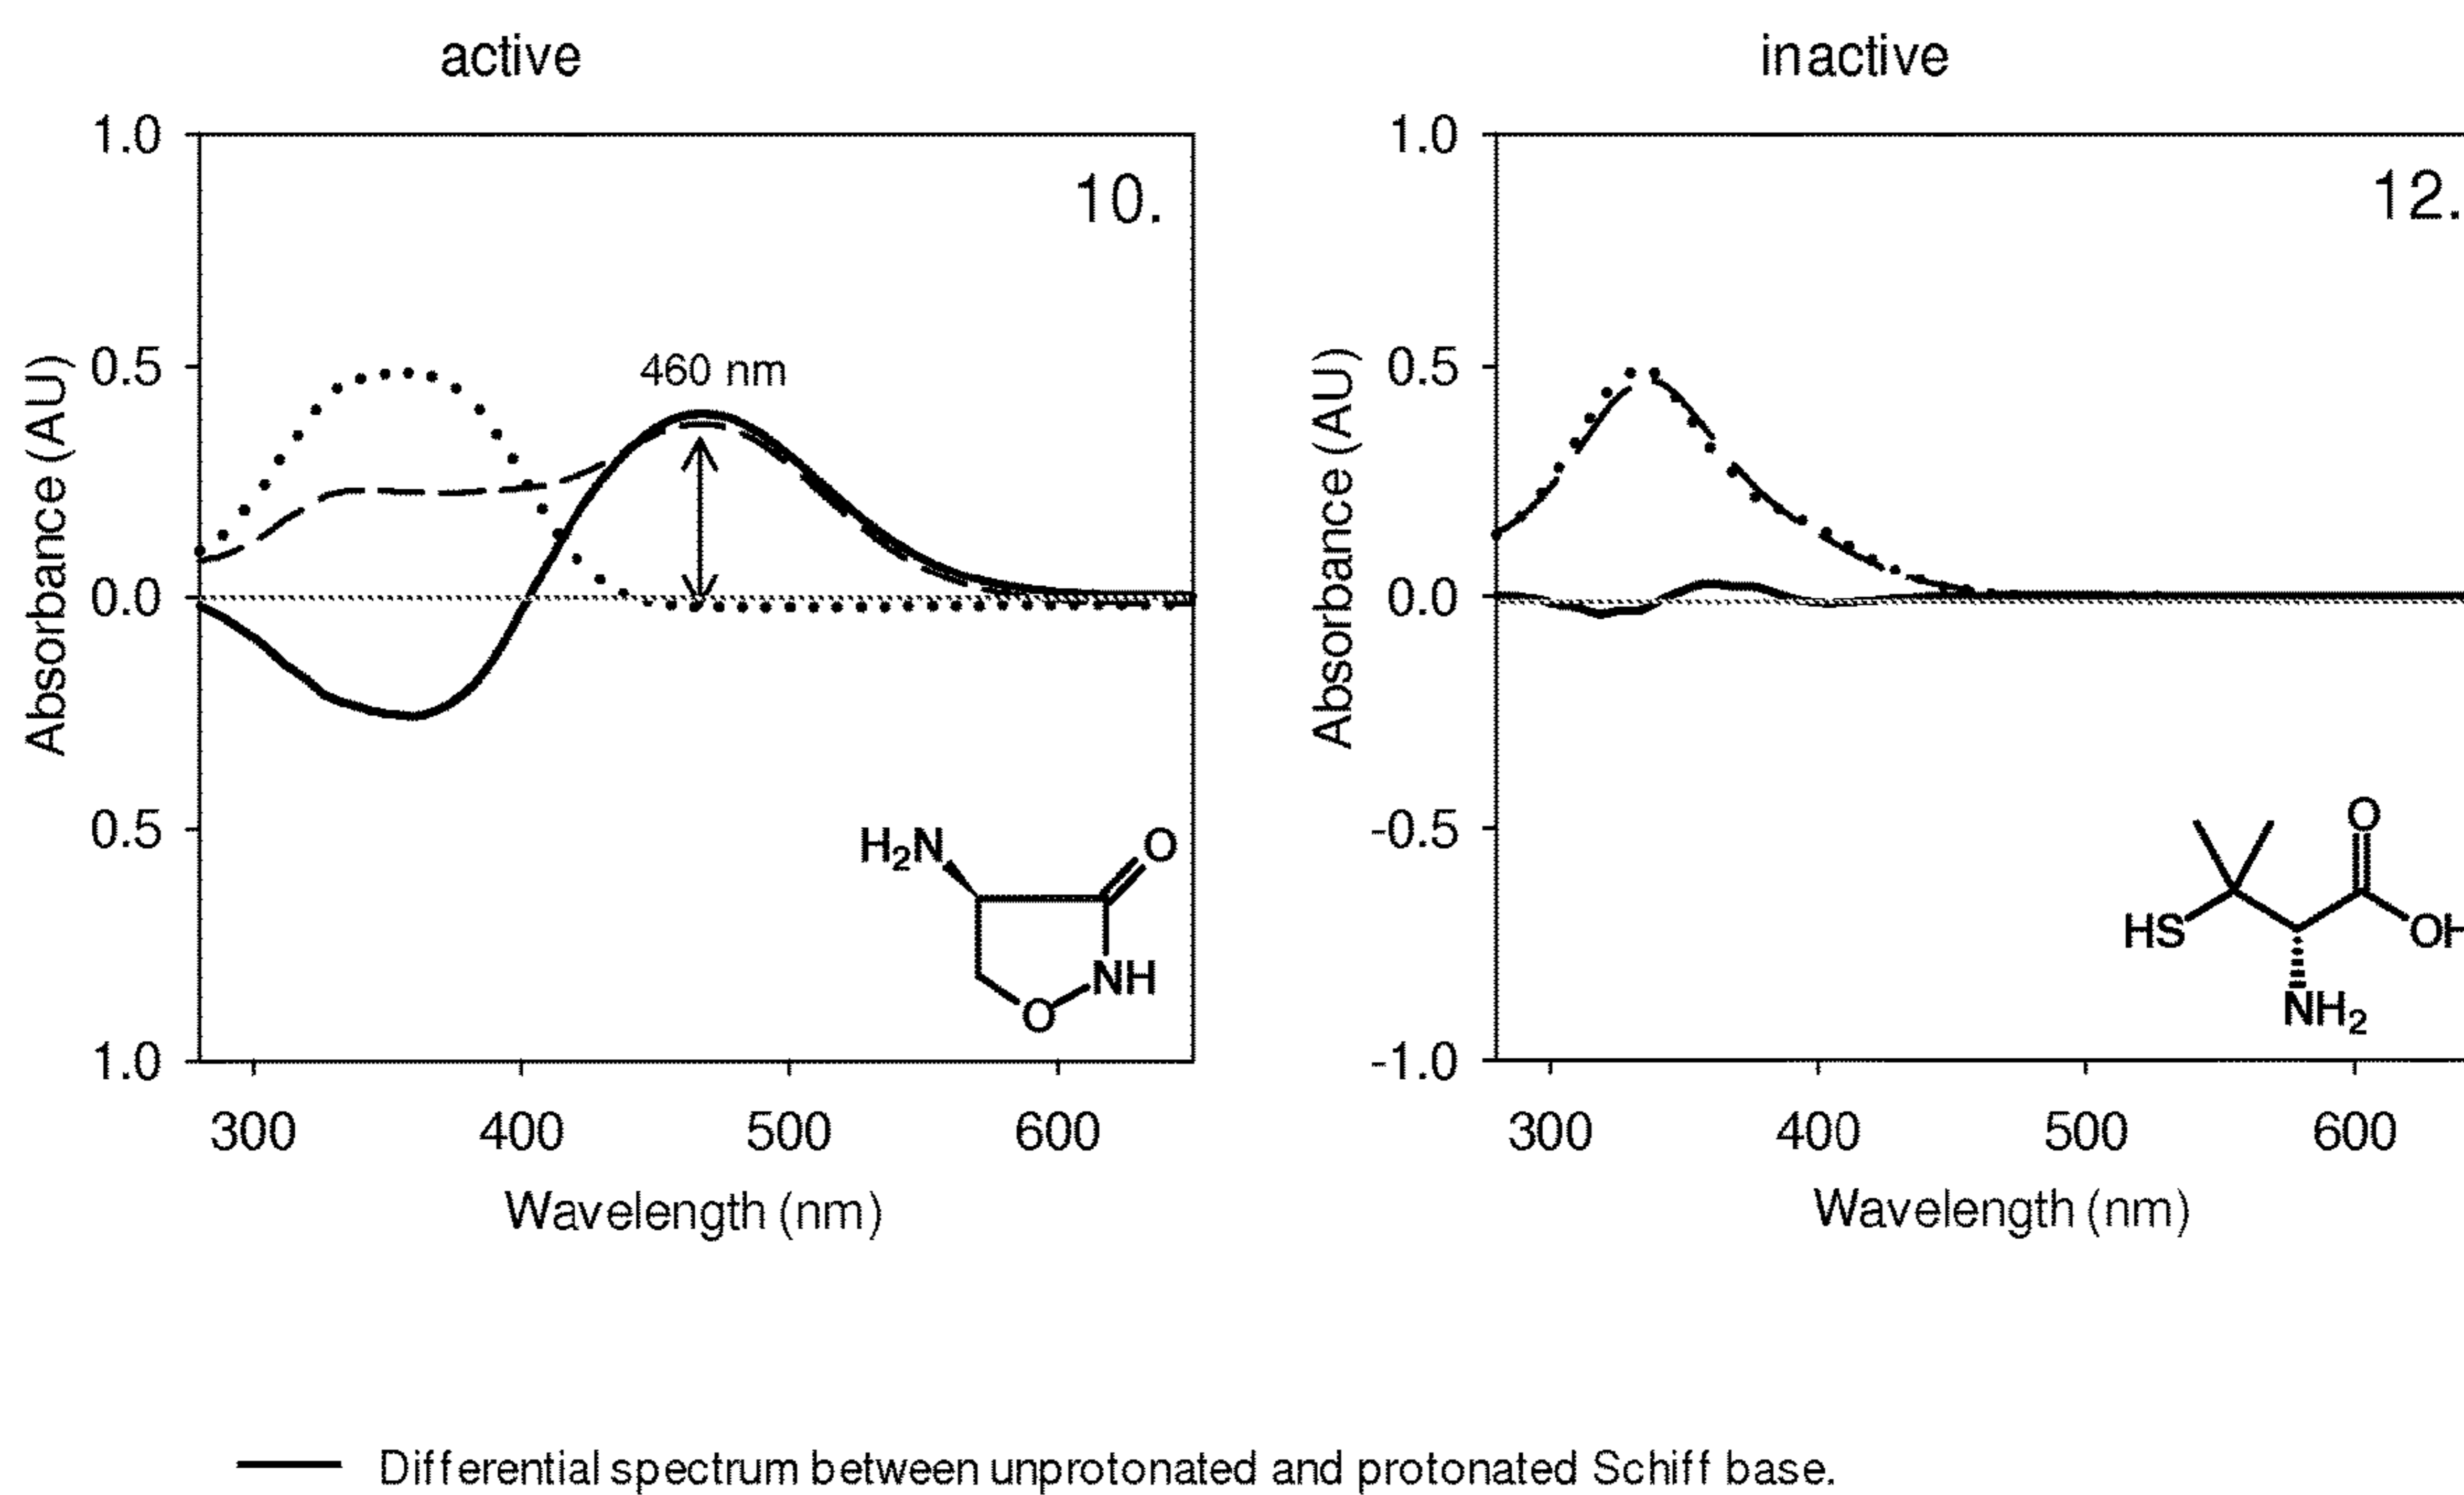 active
inactive
1.0
10.
0.5
460 nm
0.0
0.5
1.0
Absorbance (AU)
H₂N
O
NH
O
300 400 500 600
Wavelength (nm)
1.0
12.
0.5
0.0
-0.5
-1.0
Absorbance (AU)
O
HS
OH
NH₂
300 400 500 600
Wavelength (nm)
Differential spectrum between unprotonated and protonated Schiff base.